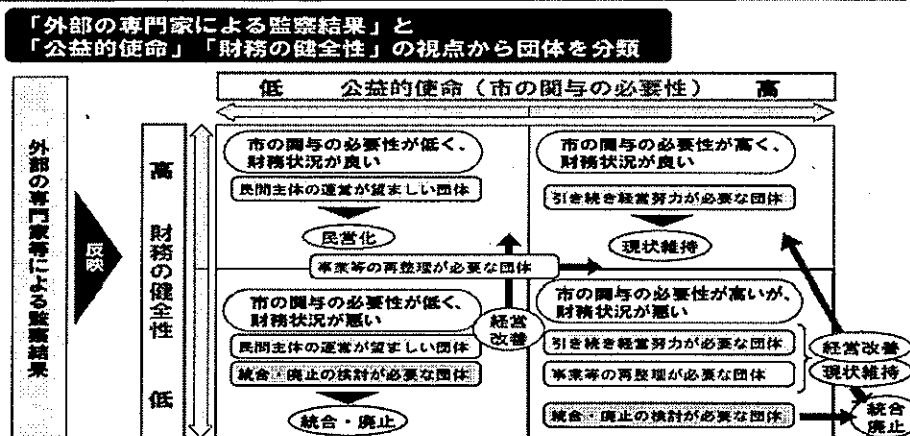 「外部の専門家による監察結果」と
「公益的使命」「財務の健全性」の視点から団体を分類
低 公益的使命（市の関与の必要性） 高
外部の専門家等による監察結果
反映
高 財務の健全性 低
市の関与の必要性が低く、
財務状況が良い
民間主体の運営が望ましい団体
民営化
市の関与の必要性が高く、
財務状況が良い
引き続き経営努力が必要な団体
現状維持
事業等の再整理が必要な団体
市の関与の必要性が低く、
財務状況が悪い
民間主体の運営が望ましい団体
統合・廃止の検討が必要な団体
統合・廃止
経営
改善
市の関与の必要性が高いが、
財務状況が悪い
引き続き経営努力が必要な団体
事業等の再整理が必要な団体
統合・廃止の検討が必要な団体
経営改善
現状維持
統合
廃止